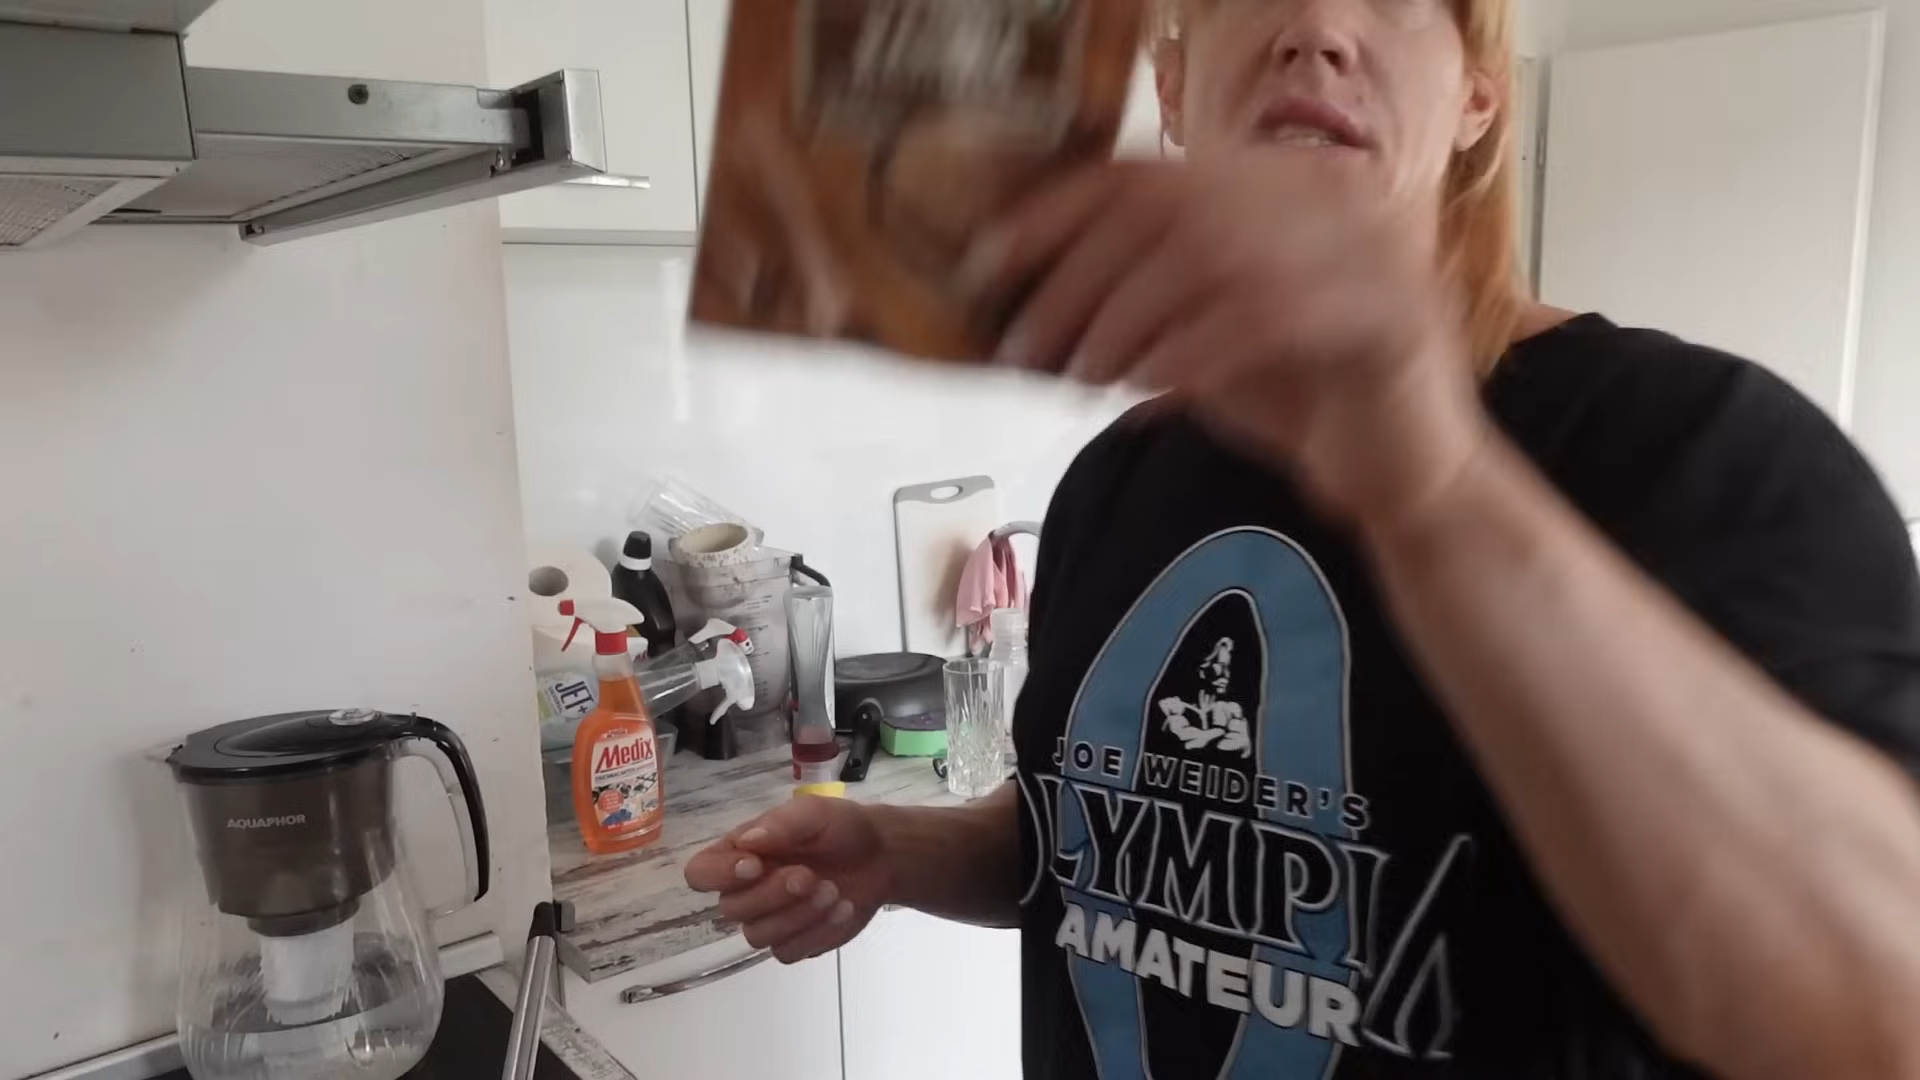 AQUAPHOR
JET+
Medix
JOE WEIDER'S
OLYMPIA
AMATEUR